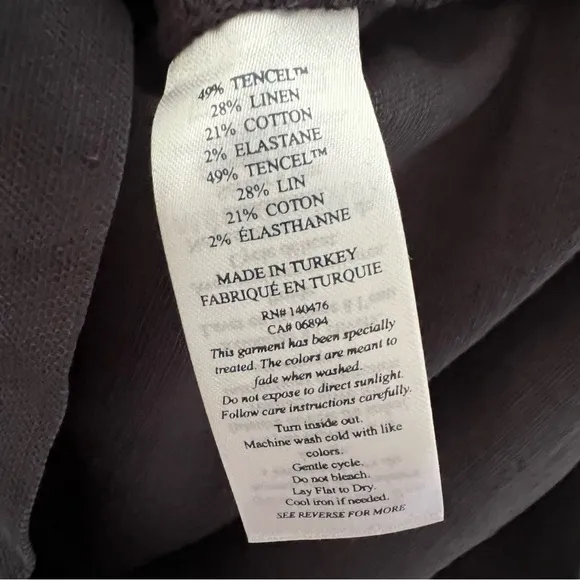 49% TENCEL™
28% LINEN
21% COTTON
2% ELASTANE
49% TENCEL™
28% LIN
21% COTON
2% ÉLASTHANNE
MADE IN TURKEY
FABRIQUÉ EN TURQUIE
RN# 140476
CA# 06894
This garment has been specially
treated. The colors are meant to
fade when washed.
Do not expose to direct sunlight.
Follow care instructions carefully.
Turn inside out.
Machine wash cold with like
colors.
Gentle cycle.
Do not bleach.
Lay Flat to Dry.
Cool iron if needed.
SEE REVERSE FOR MORE